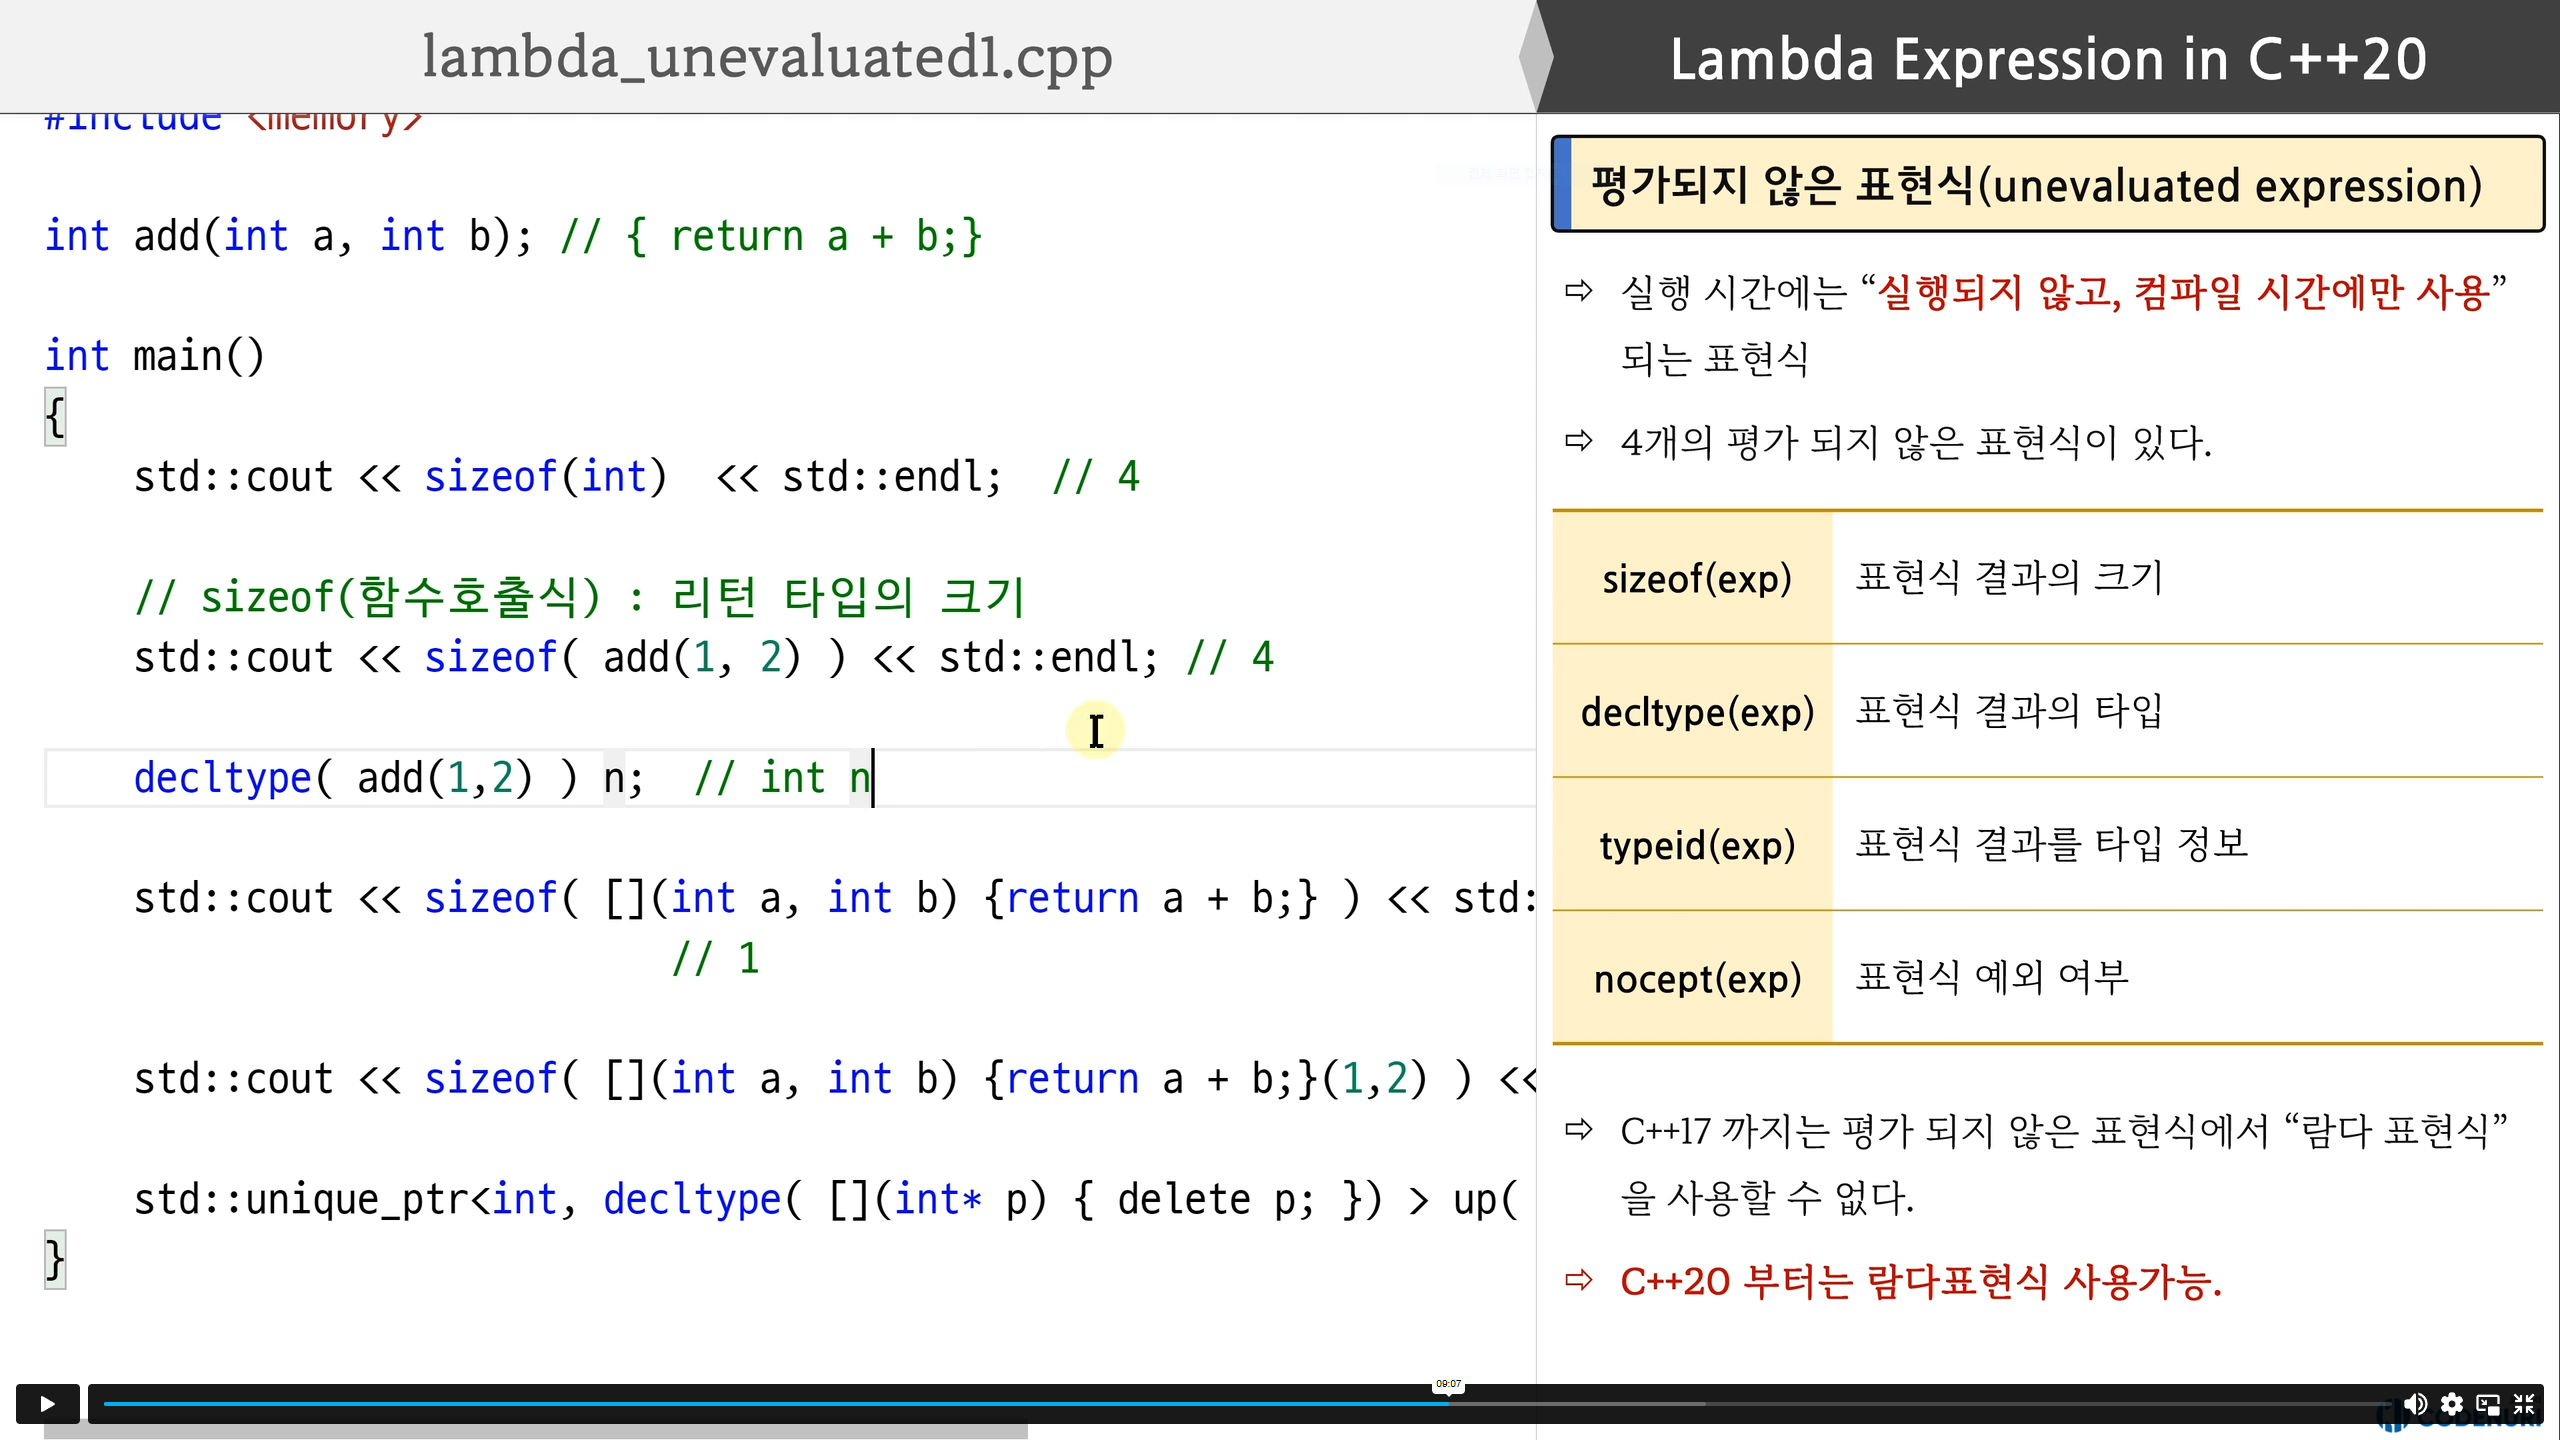 lambda_unevaluated1.cpp
Lambda Expression in C++20
#include <memory>
int add(int a, int b); // { return a + b;}
int main()
{
std::cout << sizeof(int)  << std::endl;  // 4
// sizeof(함수호출식) : 리턴 타입의 크기
std::cout << sizeof( add(1, 2) ) << std::endl; // 4
decltype( add(1,2) ) n;  // int n
std::cout << sizeof( [](int a, int b) {return a + b;} ) << std:
// 1
std::cout << sizeof( [](int a, int b) {return a + b;}(1,2) ) <<
std::unique_ptr<int, decltype( [](int* p) { delete p; }) > up(
}
평가되지 않은 표현식(unevaluated expression)
⇨ 실행 시간에는 “실행되지 않고, 컴파일 시간에만 사용”
되는 표현식
⇨ 4개의 평가 되지 않은 표현식이 있다.
sizeof(exp) 표현식 결과의 크기
decltype(exp) 표현식 결과의 타입
typeid(exp) 표현식 결과를 타입 정보
nocept(exp) 표현식 예외 여부
⇨ C++17 까지는 평가 되지 않은 표현식에서 “람다 표현식”
을 사용할 수 없다.
⇨ C++20 부터는 람다표현식 사용가능.
09:07
CODENURI